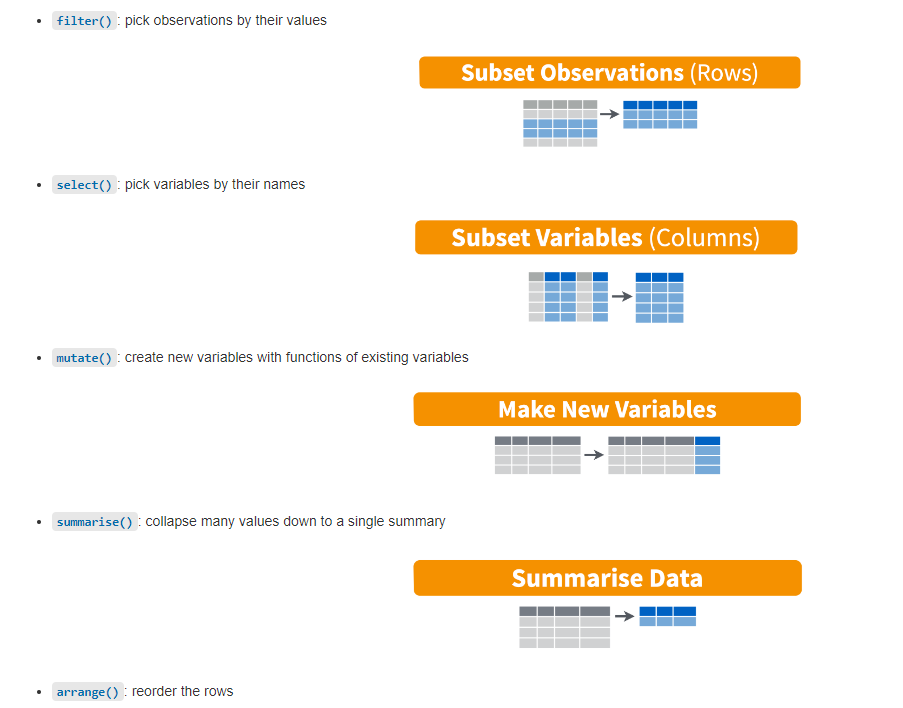 filter(): pick observations by their values
Subset Observations (Rows)
select(): pick variables by their names
Subset Variables (Columns)
mutate(): create new variables with functions of existing variables
Make New Variables
summarise(): collapse many values down to a single summary
Summarise Data
arrange(): reorder the rows